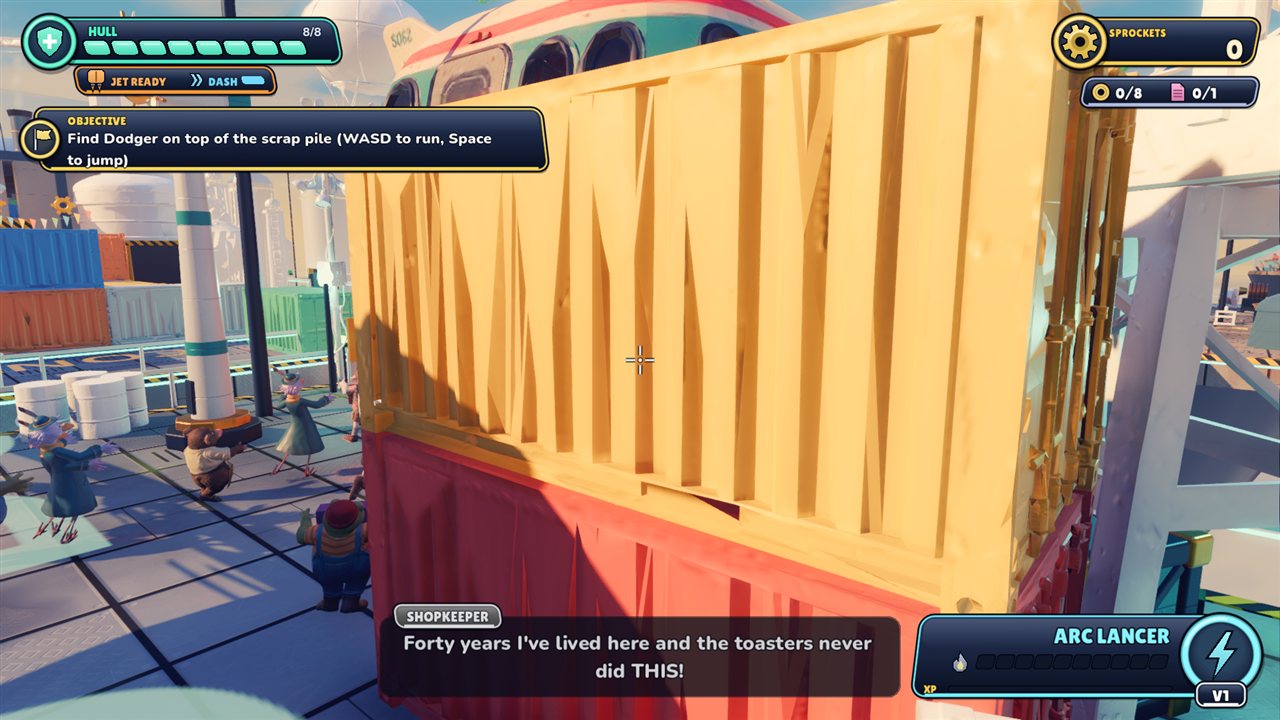 HULL
8/8
JET READY
DASH
OBJECTIVE
Find Dodger on top of the scrap pile (WASD to run, Space
to jump)
SPROCKETS
0
0/8
0/1
SHOPKEEPER
Forty years I've lived here and the toasters never
did THIS!
ARC LANCER
XP
V1